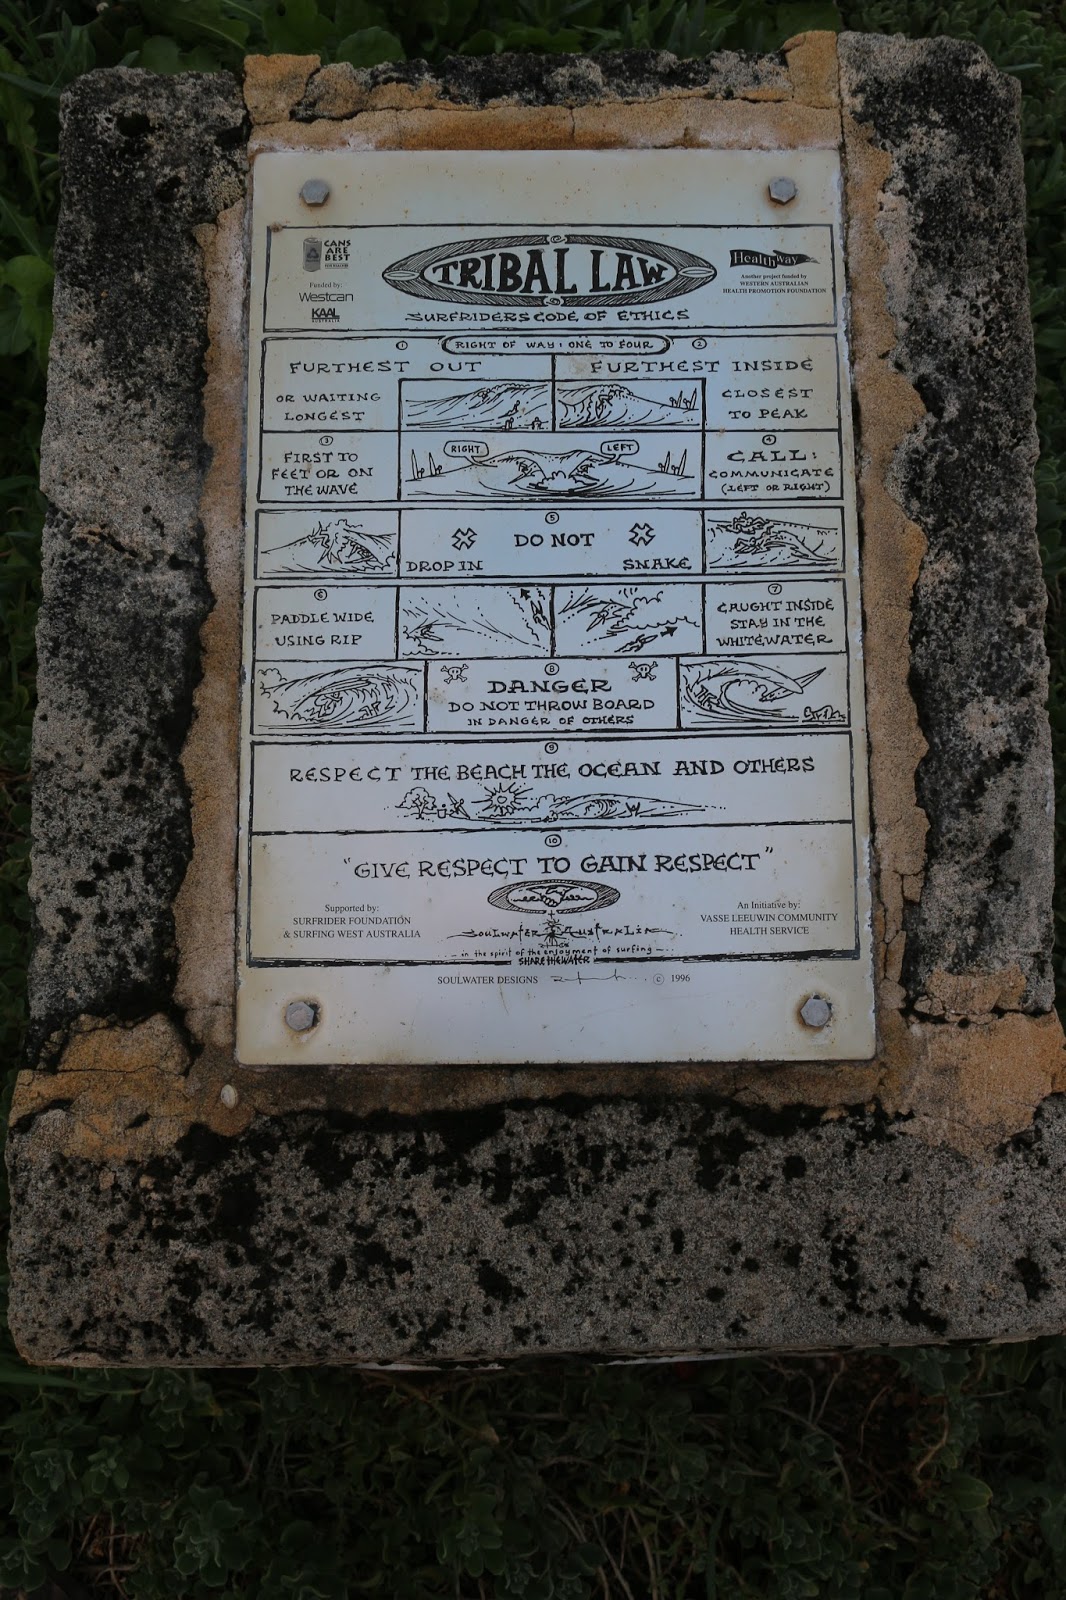 CANS
ARE
BEST
Funded by:
Westcan
KAAL
AUSTRALIA
TRIBAL LAW
SURFRIDERS CODE OF ETHICS
Healthway
Another project funded by
WESTERN AUSTRALIAN
HEALTH PROMOTION FOUNDATION
1
RIGHT OF WAY: ONE TO FOUR
2
FURTHEST OUT
FURTHEST INSIDE
OR WAITING
LONGEST
CLOSEST
TO PEAK
3
FIRST TO
FEET OR ON
THE WAVE
RIGHT
LEFT
4
CALL:
COMMUNICATE
(LEFT OR RIGHT)
5
DO NOT
DROP IN
SNAKE
6
PADDLE WIDE
USING RIP
7
CAUGHT INSIDE
STAY IN THE
WHITEWATER
8
DANGER
DO NOT THROW BOARD
IN DANGER OF OTHERS
9
RESPECT THE BEACH THE OCEAN AND OTHERS
10
"GIVE RESPECT TO GAIN RESPECT"
Supported by:
SURFRIDER FOUNDATION
& SURFING WEST AUSTRALIA
An Initiative by:
VASSE LEEUWIN COMMUNITY
HEALTH SERVICE
SOULWATER AUSTRALIA
in the spirit of the enjoyment of surfing
SHARE THE WATER
SOULWATER DESIGNS © 1996